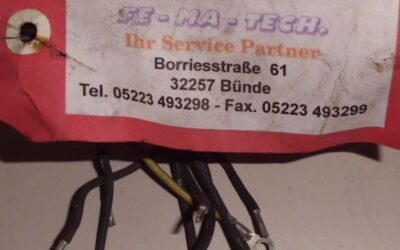 FE - MA - TECH.
Ihr Service Partner
Borriesstraße 61
32257 Bünde
Tel. 05223 493298 - Fax. 05223 493299